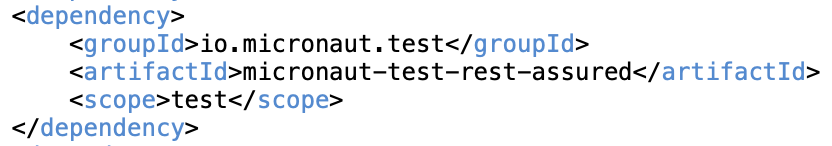 <dependency>
    <groupId>io.micronaut.test</groupId>
    <artifactId>micronaut-test-rest-assured</artifactId>
    <scope>test</scope>
</dependency>